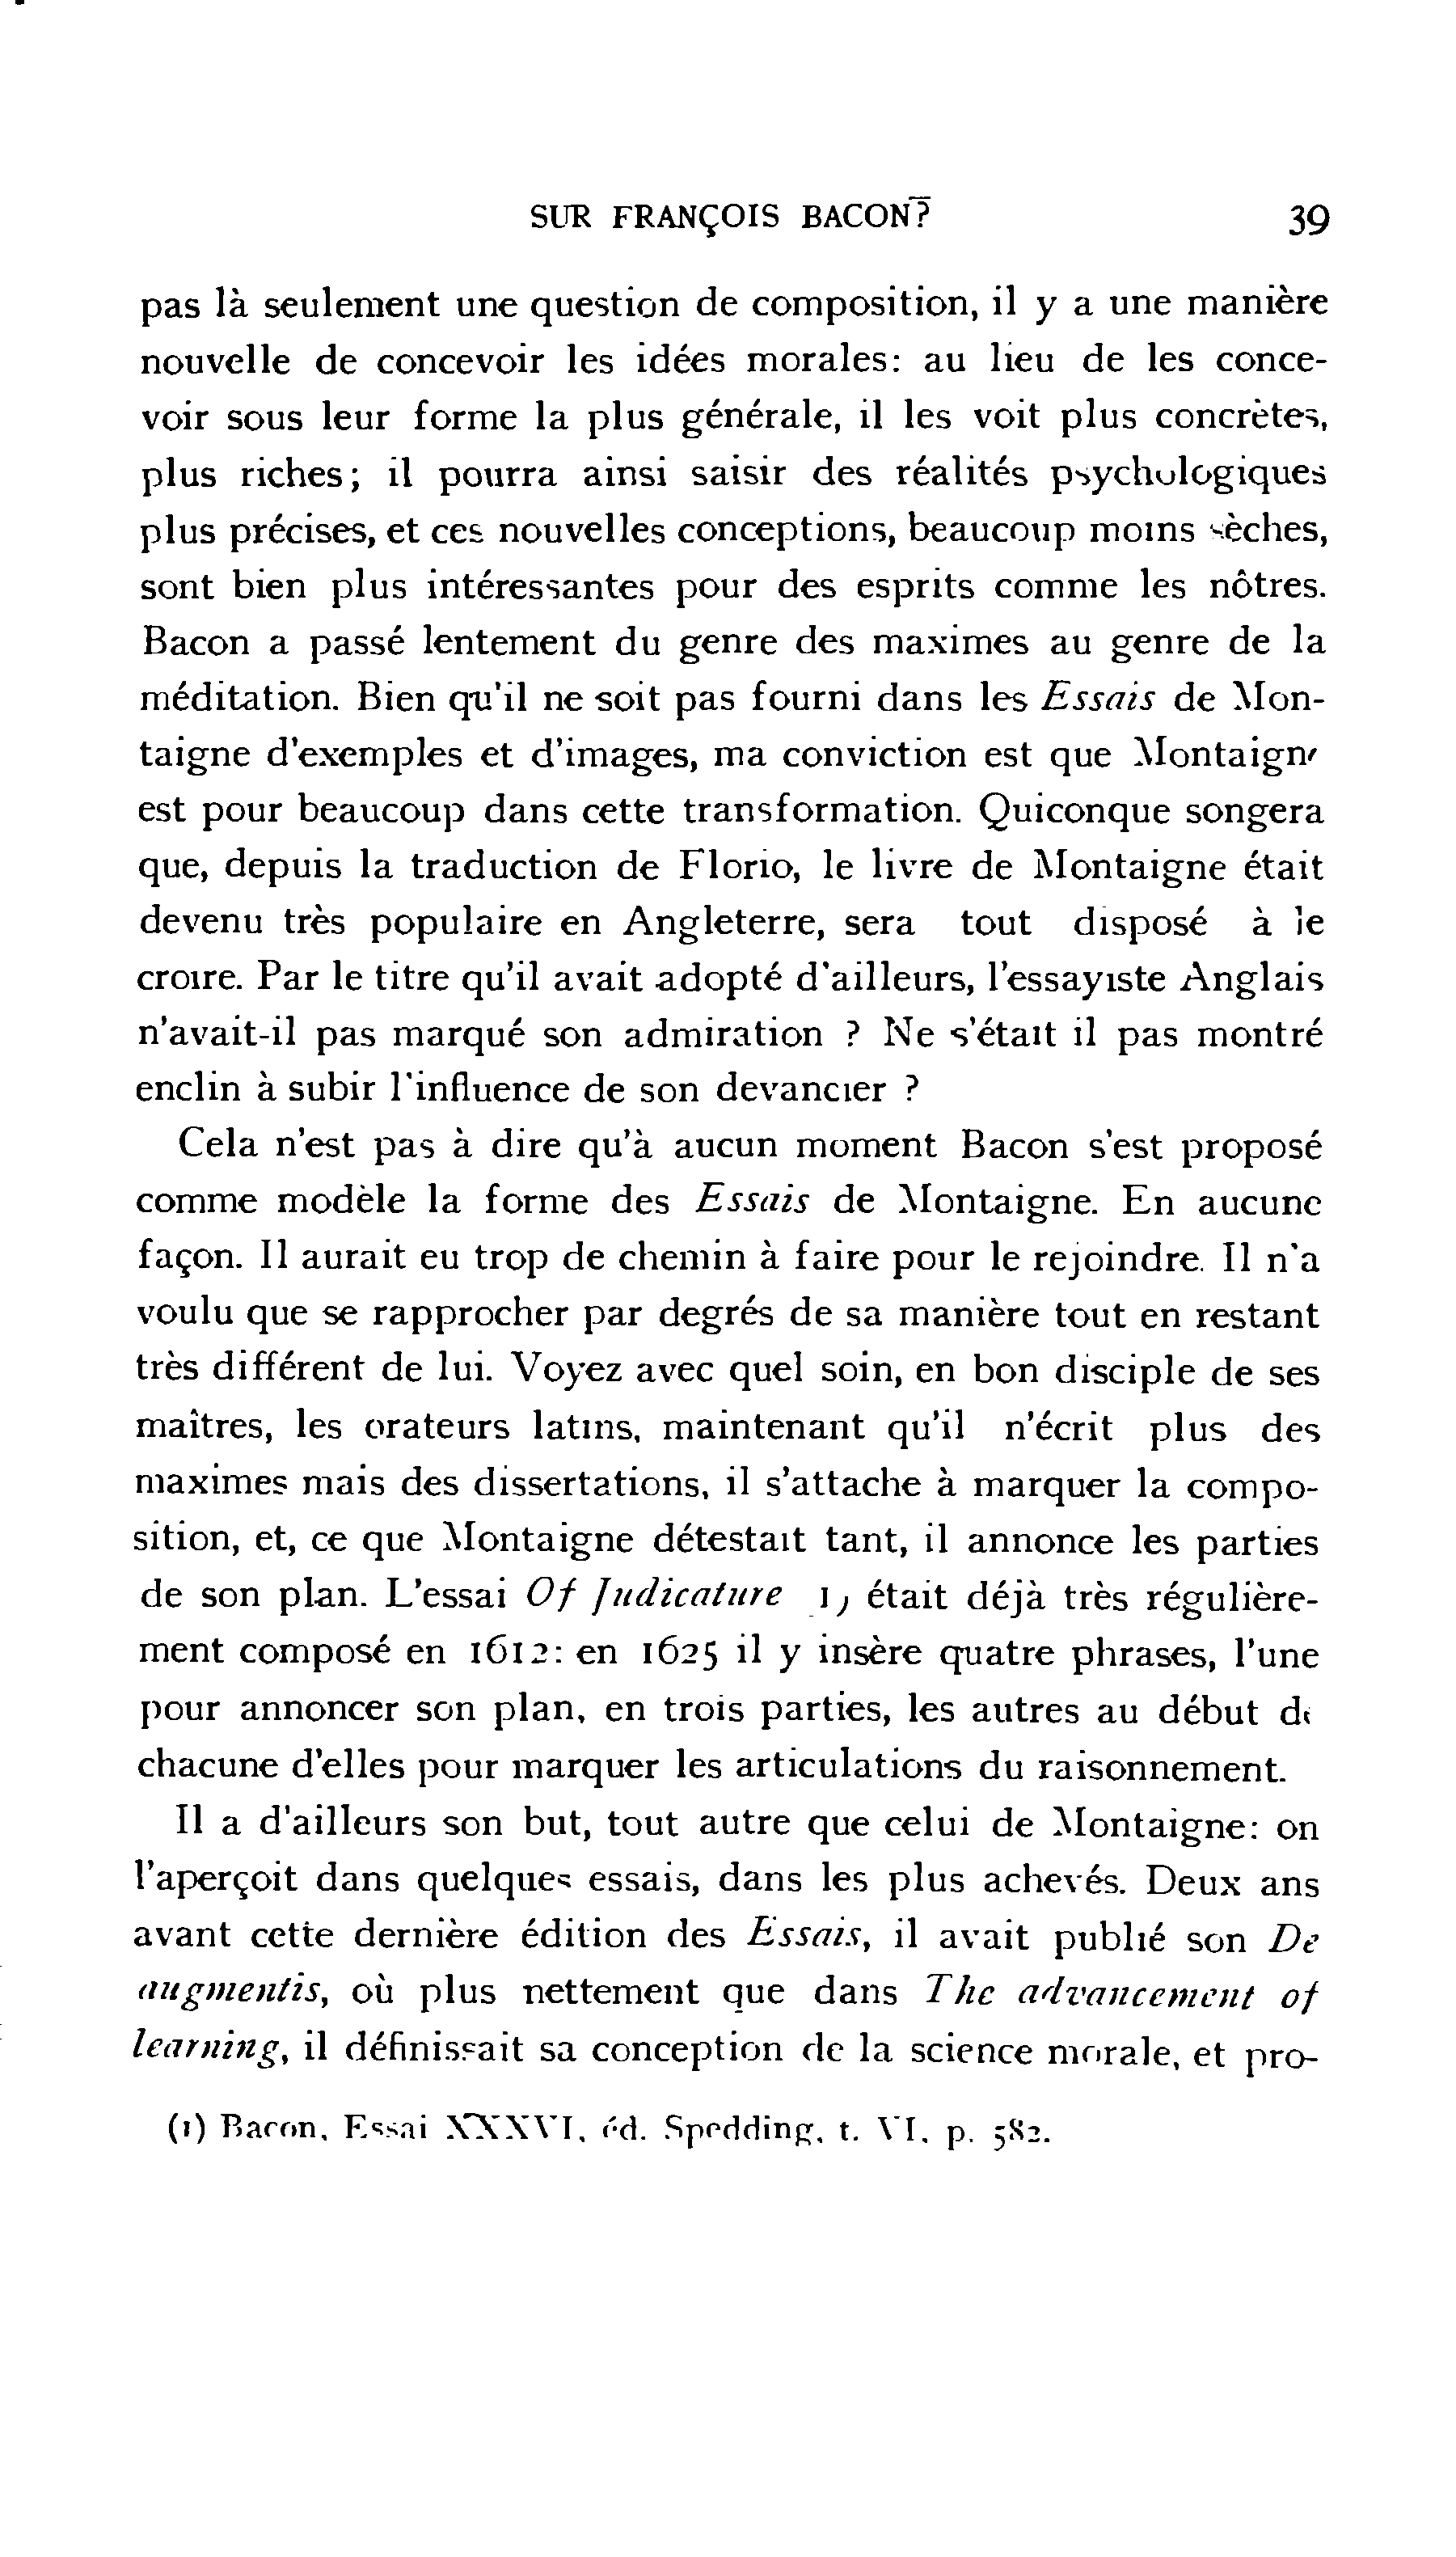 SUR FRANÇOIS BACON?
39
pas là seulement une question de composition, il y a une manière
nouvelle de concevoir les idées morales: au lieu de les conce-
voir sous leur forme la plus générale, il les voit plus concrètes,
plus riches; il pourra ainsi saisir des réalités psychologiques
plus précises, et ces nouvelles conceptions, beaucoup moins sèches,
sont bien plus intéressantes pour des esprits comme les nôtres.
Bacon a passé lentement du genre des maximes au genre de la
méditation. Bien qu'il ne soit pas fourni dans les Essais de Mon-
taigne d'exemples et d'images, ma conviction est que Montaigne
est pour beaucoup dans cette transformation. Quiconque songera
que, depuis la traduction de Florio, le livre de Montaigne était
devenu très populaire en Angleterre, sera tout disposé à le
croire. Par le titre qu'il avait adopté d'ailleurs, l'essayiste Anglais
n'avait-il pas marqué son admiration ? Ne s'était il pas montré
enclin à subir l'influence de son devancier ?
Cela n'est pas à dire qu'à aucun moment Bacon s'est proposé
comme modèle la forme des Essais de Montaigne. En aucune
façon. Il aurait eu trop de chemin à faire pour le rejoindre. Il n'a
voulu que se rapprocher par degrés de sa manière tout en restant
très différent de lui. Voyez avec quel soin, en bon disciple de ses
maîtres, les orateurs latins, maintenant qu'il n'écrit plus des
maximes mais des dissertations, il s'attache à marquer la compo-
sition, et, ce que Montaigne détestait tant, il annonce les parties
de son plan. L'essai Of Judicature 1) était déjà très régulière-
ment composé en 1612: en 1625 il y insère quatre phrases, l'une
pour annoncer son plan, en trois parties, les autres au début de
chacune d'elles pour marquer les articulations du raisonnement.
Il a d'ailleurs son but, tout autre que celui de Montaigne: on
l'aperçoit dans quelques essais, dans les plus achevés. Deux ans
avant cette dernière édition des Essais, il avait publié son De
augmentis, où plus nettement que dans The advancement of
learning, il définissait sa conception de la science morale, et pro-
(1) Bacon, Essai XXXVI, éd. Spedding, t. VI, p. 582.